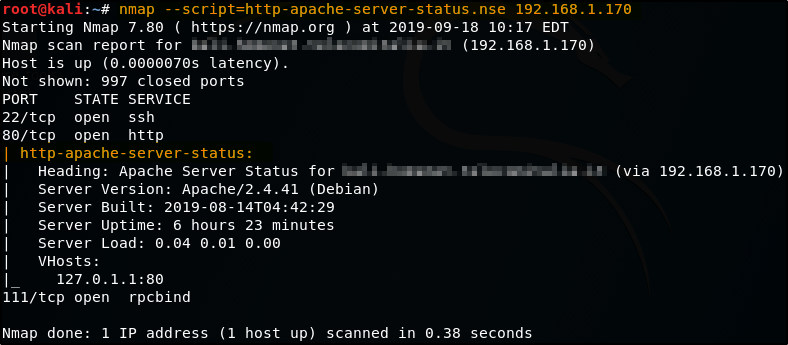 root@kali:~# nmap --script=http-apache-server-status.nse 192.168.1.170
Starting Nmap 7.80 ( https://nmap.org ) at 2019-09-18 10:17 EDT
Nmap scan report for (192.168.1.170)
Host is up (0.0000070s latency).
Not shown: 997 closed ports
PORT    STATE SERVICE
22/tcp  open  ssh
80/tcp  open  http
| http-apache-server-status:
|   Heading: Apache Server Status for (via 192.168.1.170)
|   Server Version: Apache/2.4.41 (Debian)
|   Server Built: 2019-08-14T04:42:29
|   Server Uptime: 6 hours 23 minutes
|   Server Load: 0.04 0.01 0.00
|   VHosts:
|_    127.0.1.1:80
111/tcp open  rpcbind
Nmap done: 1 IP address (1 host up) scanned in 0.38 seconds